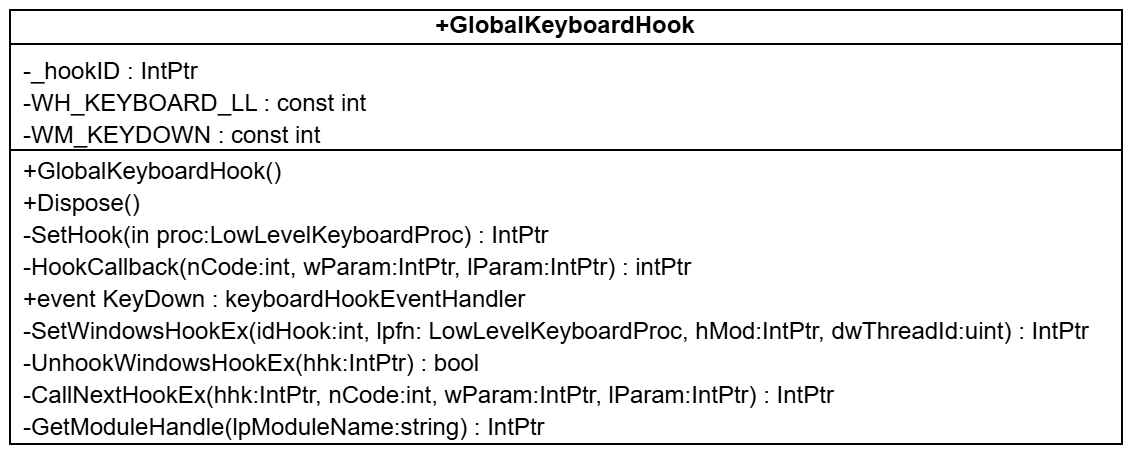 +GlobalKeyboardHook
-_hookID : IntPtr
-WH_KEYBOARD_LL : const int
-WM_KEYDOWN : const int
+GlobalKeyboardHook()
+Dispose()
-SetHook(in proc:LowLevelKeyboardProc) : IntPtr
-HookCallback(nCode:int, wParam:IntPtr, lParam:IntPtr) : intPtr
+event KeyDown : keyboardHookEventHandler
-SetWindowsHookEx(idHook:int, lpfn: LowLevelKeyboardProc, hMod:IntPtr, dwThreadId:uint) : IntPtr
-UnhookWindowsHookEx(hhk:IntPtr) : bool
-CallNextHookEx(hhk:IntPtr, nCode:int, wParam:IntPtr, lParam:IntPtr) : IntPtr
-GetModuleHandle(lpModuleName:string) : IntPtr